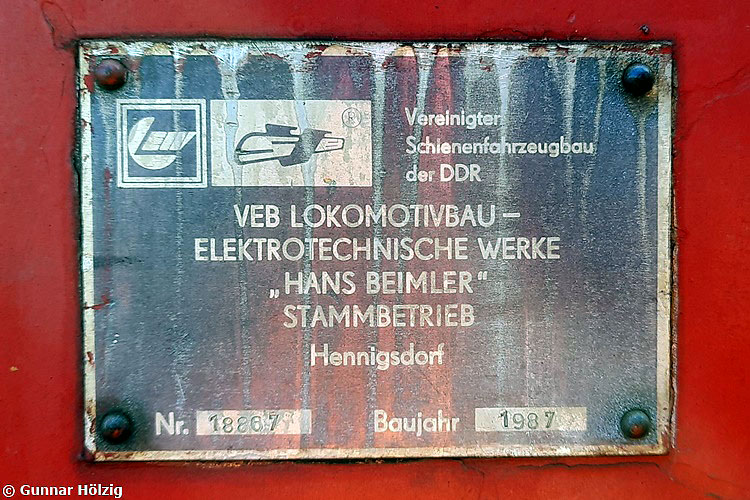 LEW
®
Vereinigter
Schienenfahrzeugbau
der DDR
VEB LOKOMOTIVBAU –
ELEKTROTECHNISCHE WERKE
„HANS BEIMLER“
STAMMBETRIEB
Hennigsdorf
Nr. 18867 Baujahr 1987
© Gunnar Hölzig